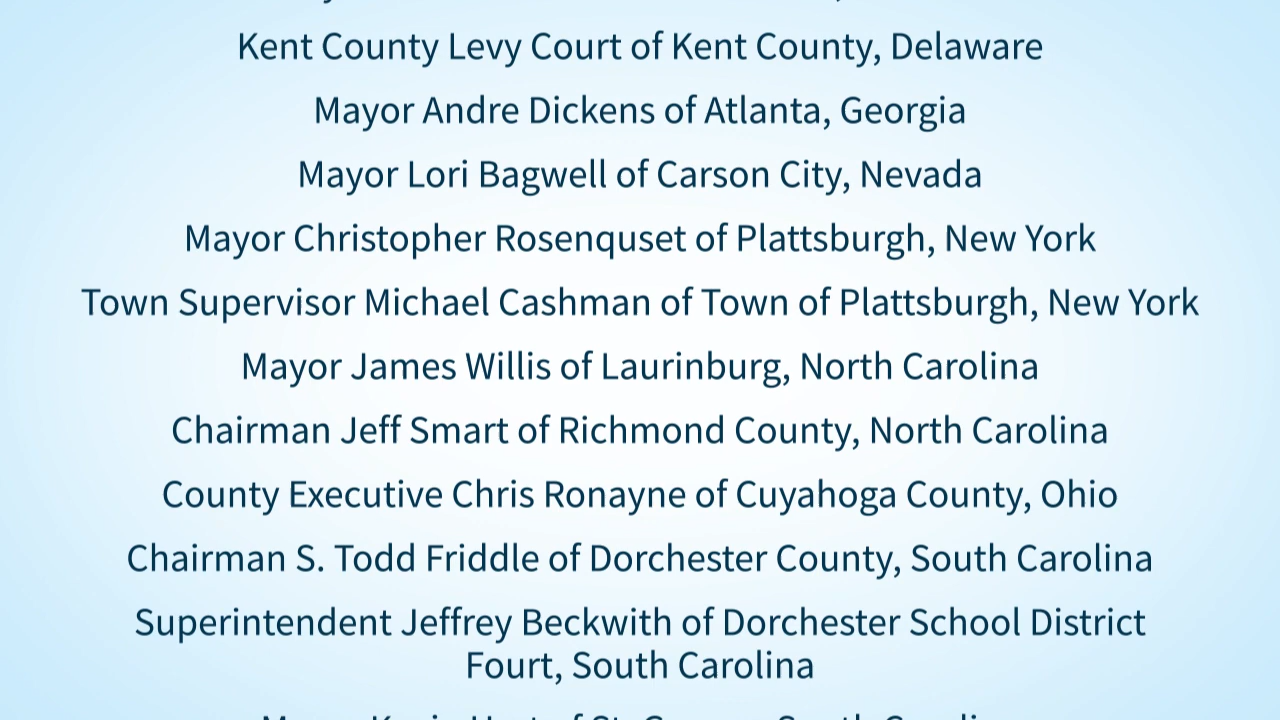 Kent County Levy Court of Kent County, Delaware
Mayor Andre Dickens of Atlanta, Georgia
Mayor Lori Bagwell of Carson City, Nevada
Mayor Christopher Rosenquset of Plattsburgh, New York
Town Supervisor Michael Cashman of Town of Plattsburgh, New York
Mayor James Willis of Laurinburg, North Carolina
Chairman Jeff Smart of Richmond County, North Carolina
County Executive Chris Ronayne of Cuyahoga County, Ohio
Chairman S. Todd Friddle of Dorchester County, South Carolina
Superintendent Jeffrey Beckwith of Dorchester School District
Fourt, South Carolina